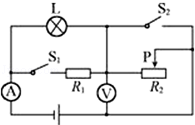 L S₂
S₁ P
R₁ R₂
A V